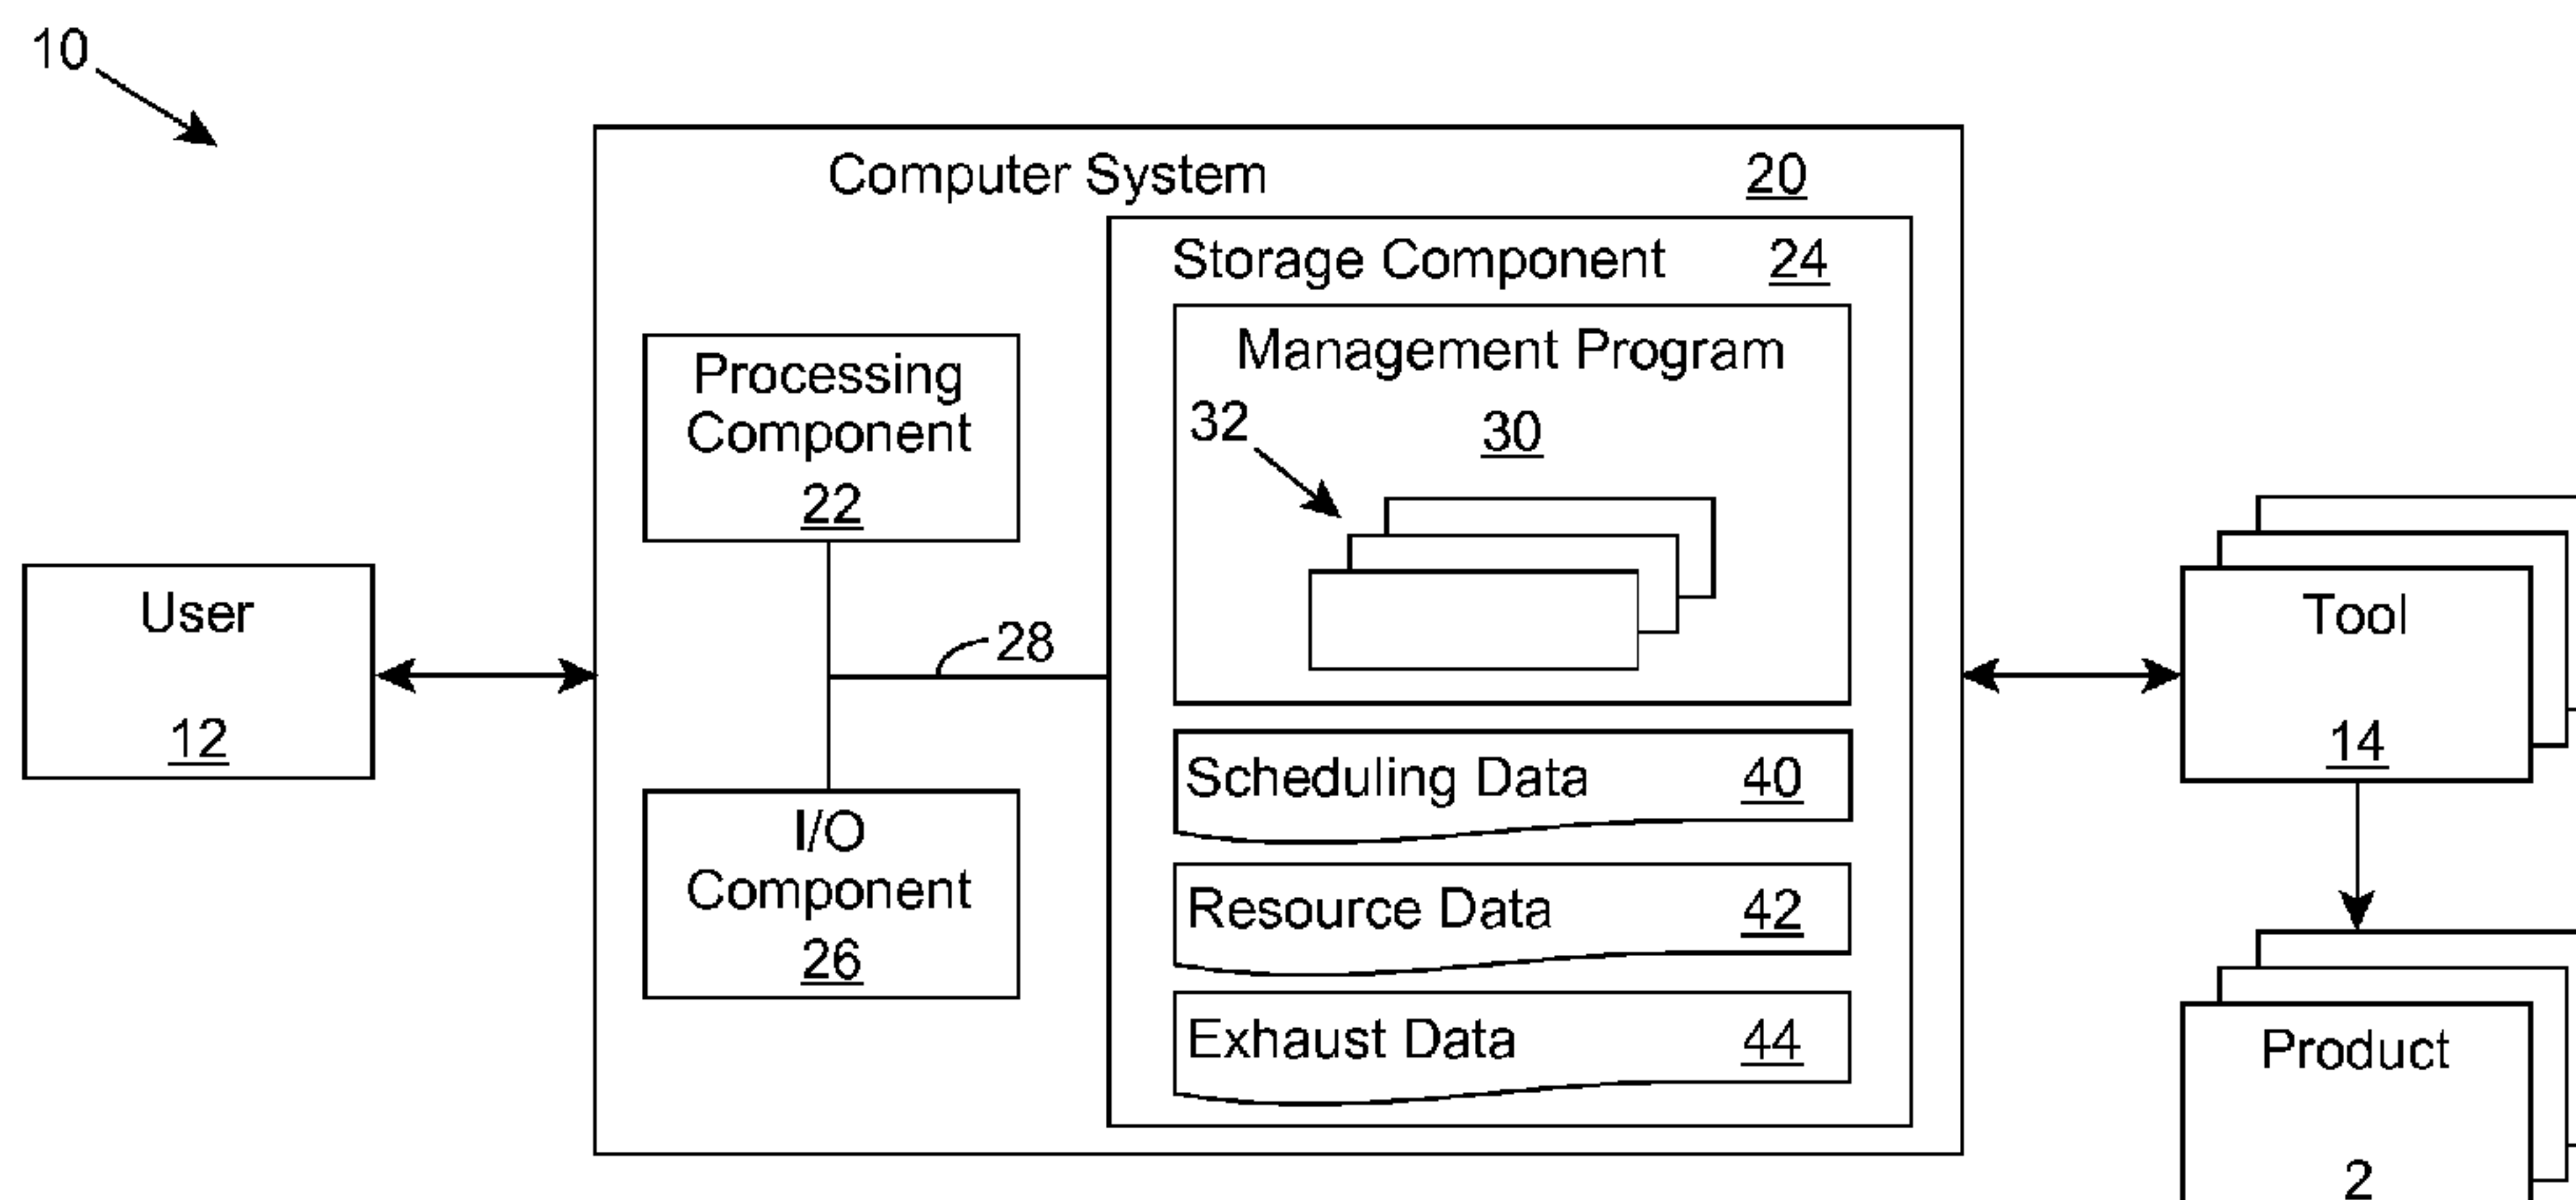 10
Computer System 20
Storage Component 24
Management Program
32
30
Processing
Component
22
User
12
28
I/O
Component
26
Scheduling Data 40
Resource Data 42
Exhaust Data 44
Tool
14
Product
2